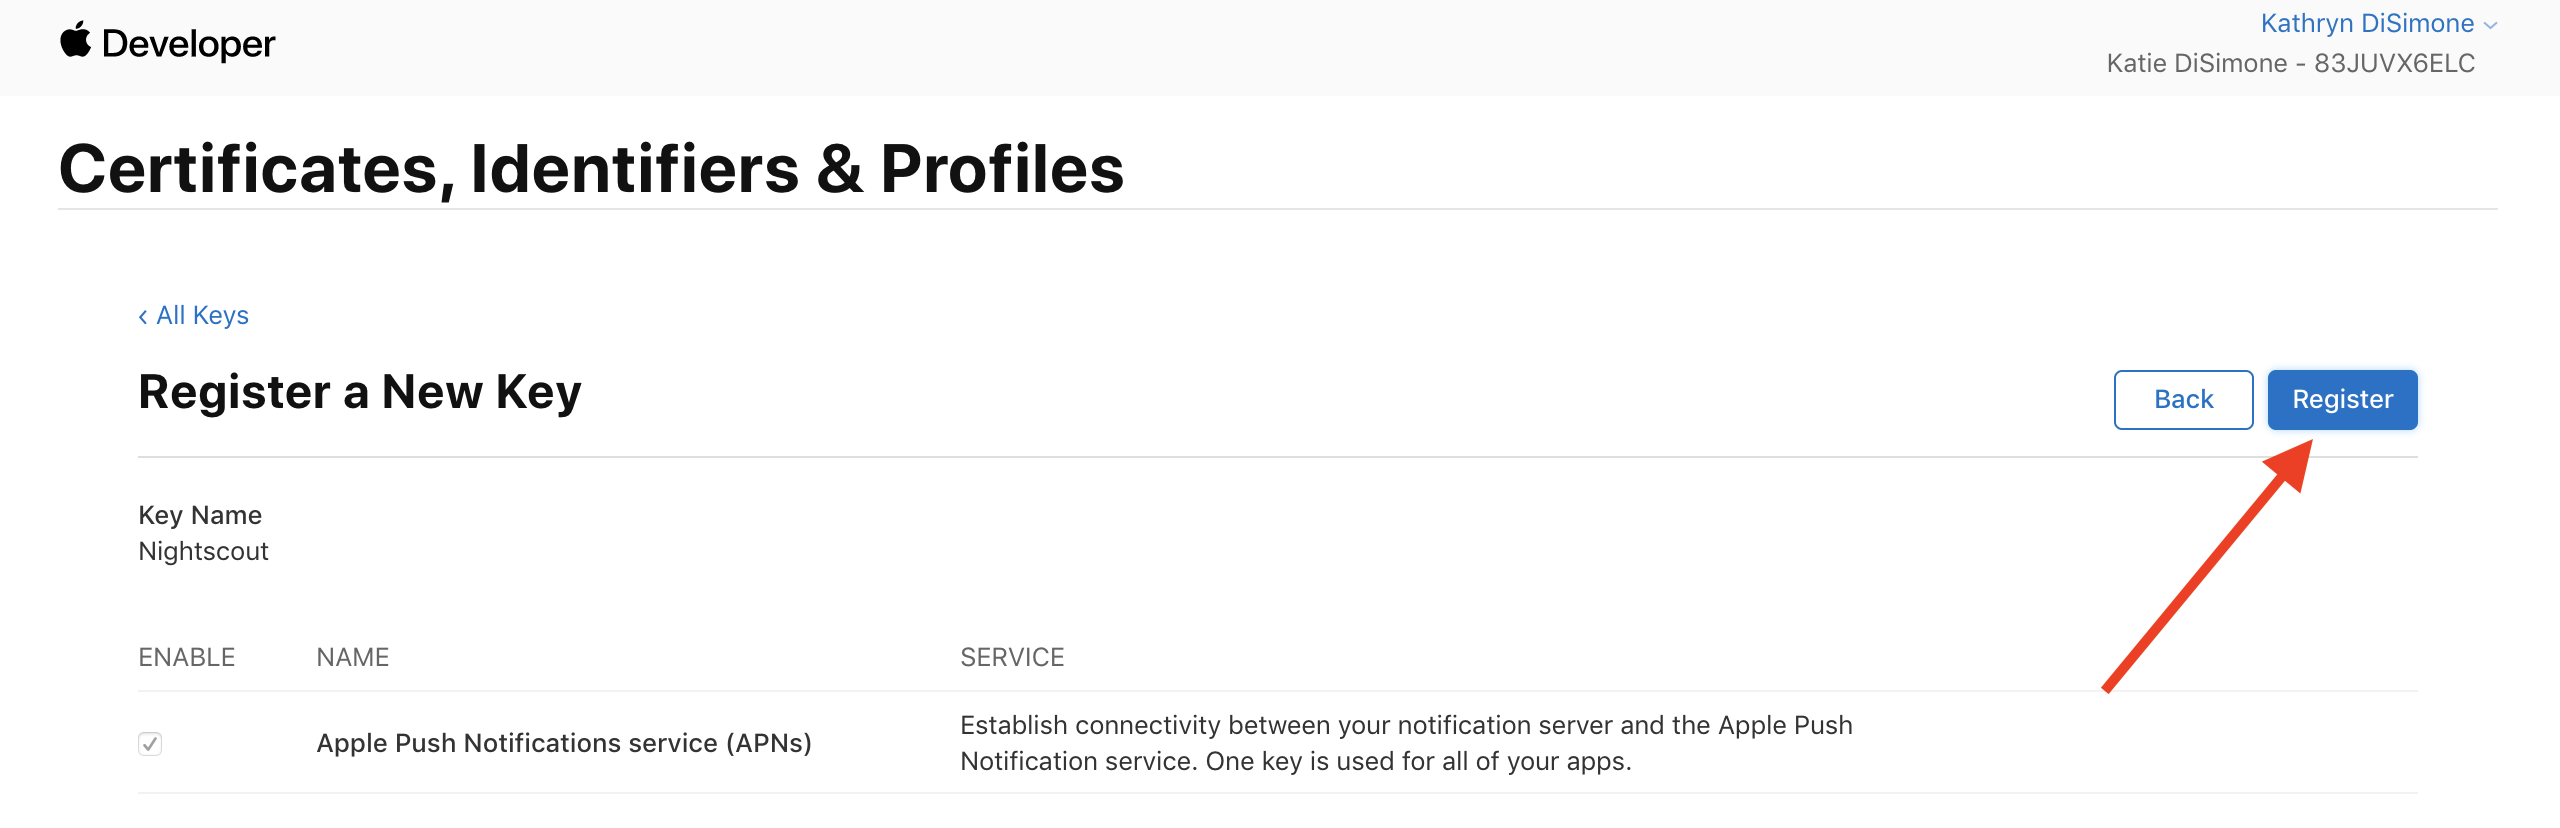 Developer
Kathryn DiSimone
Katie DiSimone - 83JUVX6ELC
Certificates, Identifiers & Profiles
‹ All Keys
Register a New Key
Back
Register
Key Name
Nightscout
ENABLE NAME SERVICE
Apple Push Notifications service (APNs)
Establish connectivity between your notification server and the Apple Push
Notification service. One key is used for all of your apps.